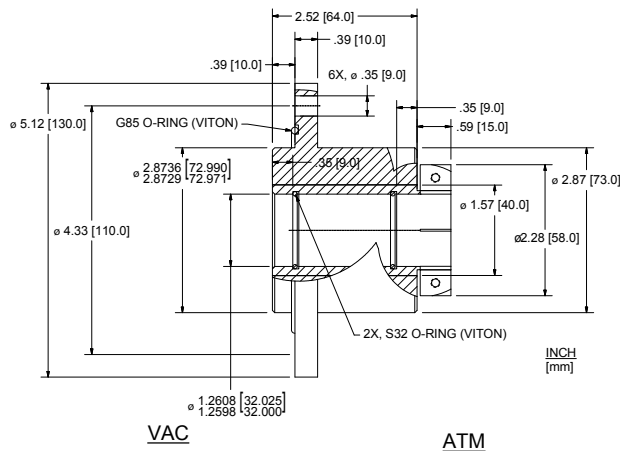 2.52 [64.0]
.39 [10.0]
.39 [10.0]
6X, ø .35 [9.0]
.35 [9.0]
ø 5.12 [130.0]
G85 O-RING (VITON)
.59 [15.0]
ø 2.8736 [72.990]
2.8729 [72.971]
.35 [9.0]
ø 2.87 [73.0]
ø 1.57 [40.0]
ø 4.33 [110.0]
ø2.28 [58.0]
2X, S32 O-RING (VITON)
INCH
[mm]
ø 1.2608 [32.025]
1.2598 [32.000]
VAC
ATM